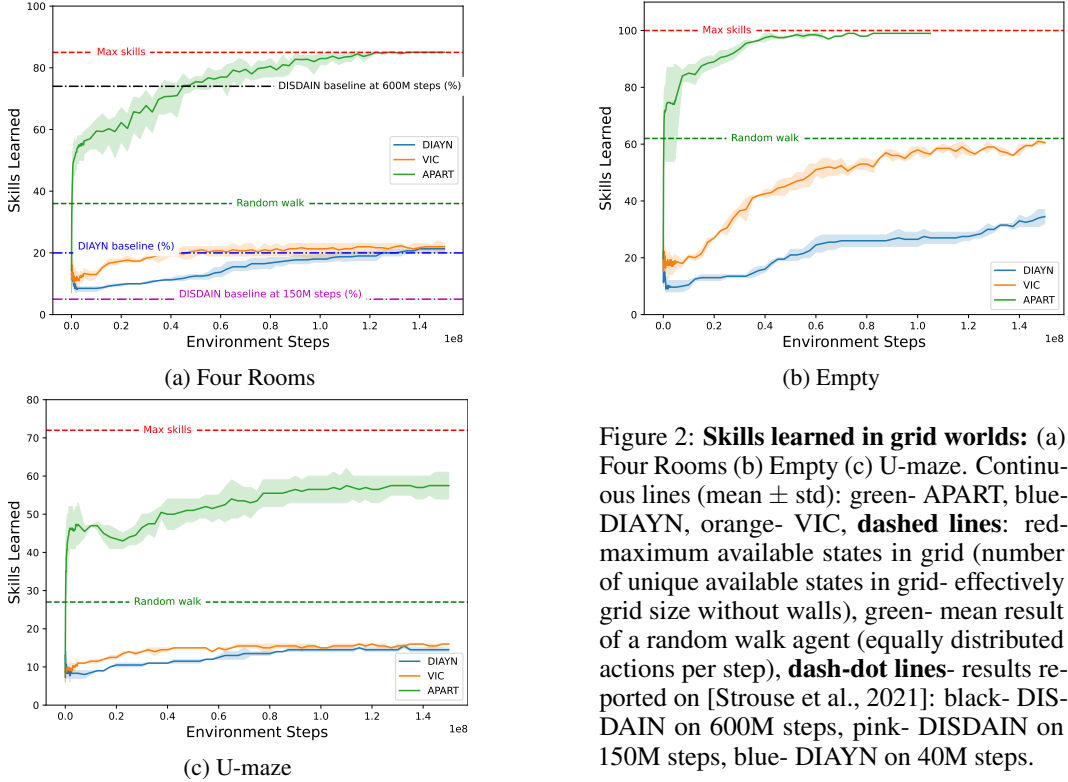 100
80
60
40
20
0
Skills Learned
Max skills
DISDAIN baseline at 600M steps (%)
DIAYN
VIC
APART
Random walk
DIAYN baseline (%)
DISDAIN baseline at 150M steps (%)
0.0 0.2 0.4 0.6 0.8 1.0 1.2 1.4
1e8
Environment Steps
(a) Four Rooms
100
80
60
40
20
0
Skills Learned
Max skills
Random walk
DIAYN
VIC
APART
0.0 0.2 0.4 0.6 0.8 1.0 1.2 1.4
1e8
Environment Steps
(b) Empty
80
70
60
50
40
30
20
10
0
Skills Learned
Max skills
Random walk
DIAYN
VIC
APART
0.0 0.2 0.4 0.6 0.8 1.0 1.2 1.4
1e8
Environment Steps
(c) U-maze
Figure 2: Skills learned in grid worlds: (a)
Four Rooms (b) Empty (c) U-maze. Continu-
ous lines (mean ± std): green- APART, blue-
DIAYN, orange- VIC, dashed lines: red-
maximum available states in grid (number
of unique available states in grid- effectively
grid size without walls), green- mean result
of a random walk agent (equally distributed
actions per step), dash-dot lines- results re-
ported on [Strouse et al., 2021]: black- DIS-
DAIN on 600M steps, pink- DISDAIN on
150M steps, blue- DIAYN on 40M steps.